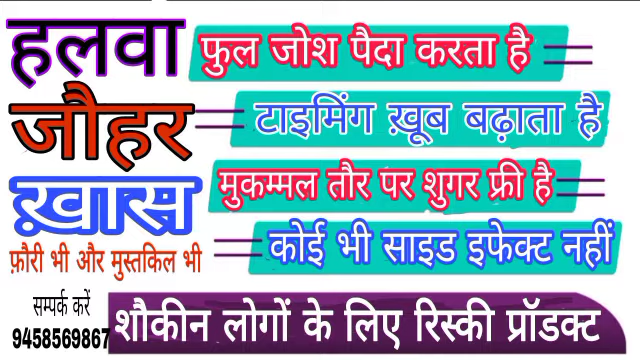 हलवा
फुल जोश पैदा करता है
जौहर
टाइमिंग ख़ूब बढ़ाता है
ख़ास
मुकम्मल तौर पर शुगर फ्री है
फ़ौरी भी और मुस्तकिल भी
कोई भी साइड इफेक्ट नहीं
सम्पर्क करें
9458569867
शौकीन लोगों के लिए रिस्की प्रॉडक्ट